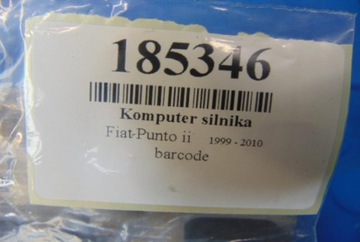 185346
Komputer silnika
Fiat-Punto ii 1999 - 2010
barcode